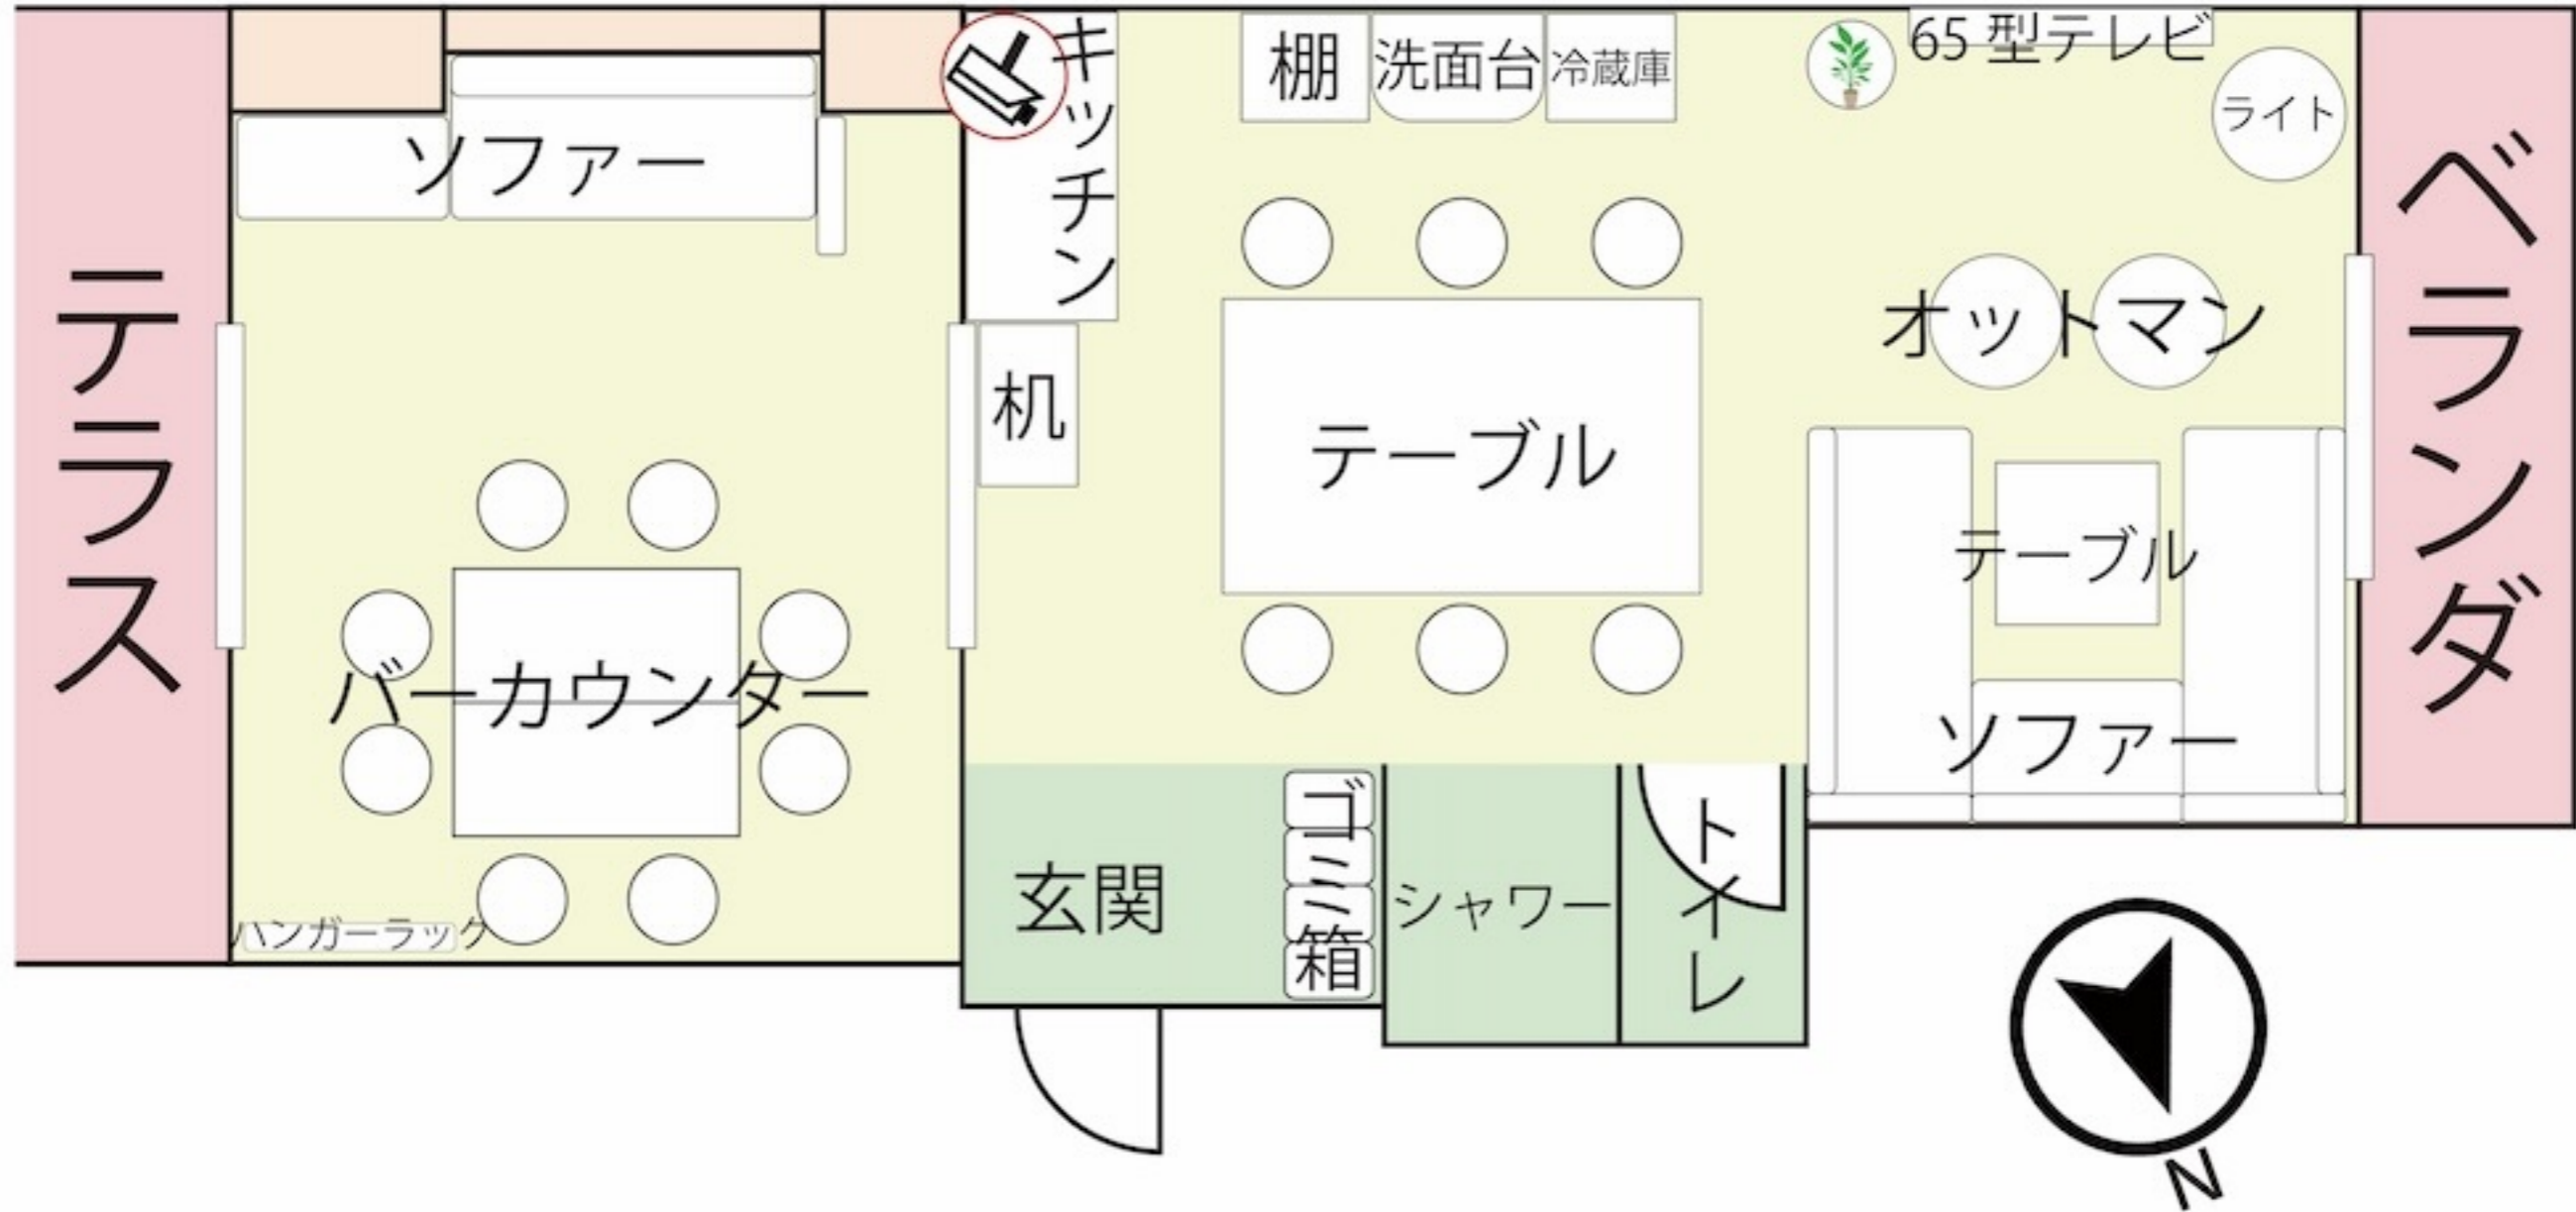 テラス
ソファー
バーカウンター
ハンガーラック
キッチン
机
棚
洗面台
冷蔵庫
テーブル
玄関
ゴミ箱
シャワー
トイレ
65 型テレビ
ライト
オットマン
テーブル
ソファー
ベランダ
N